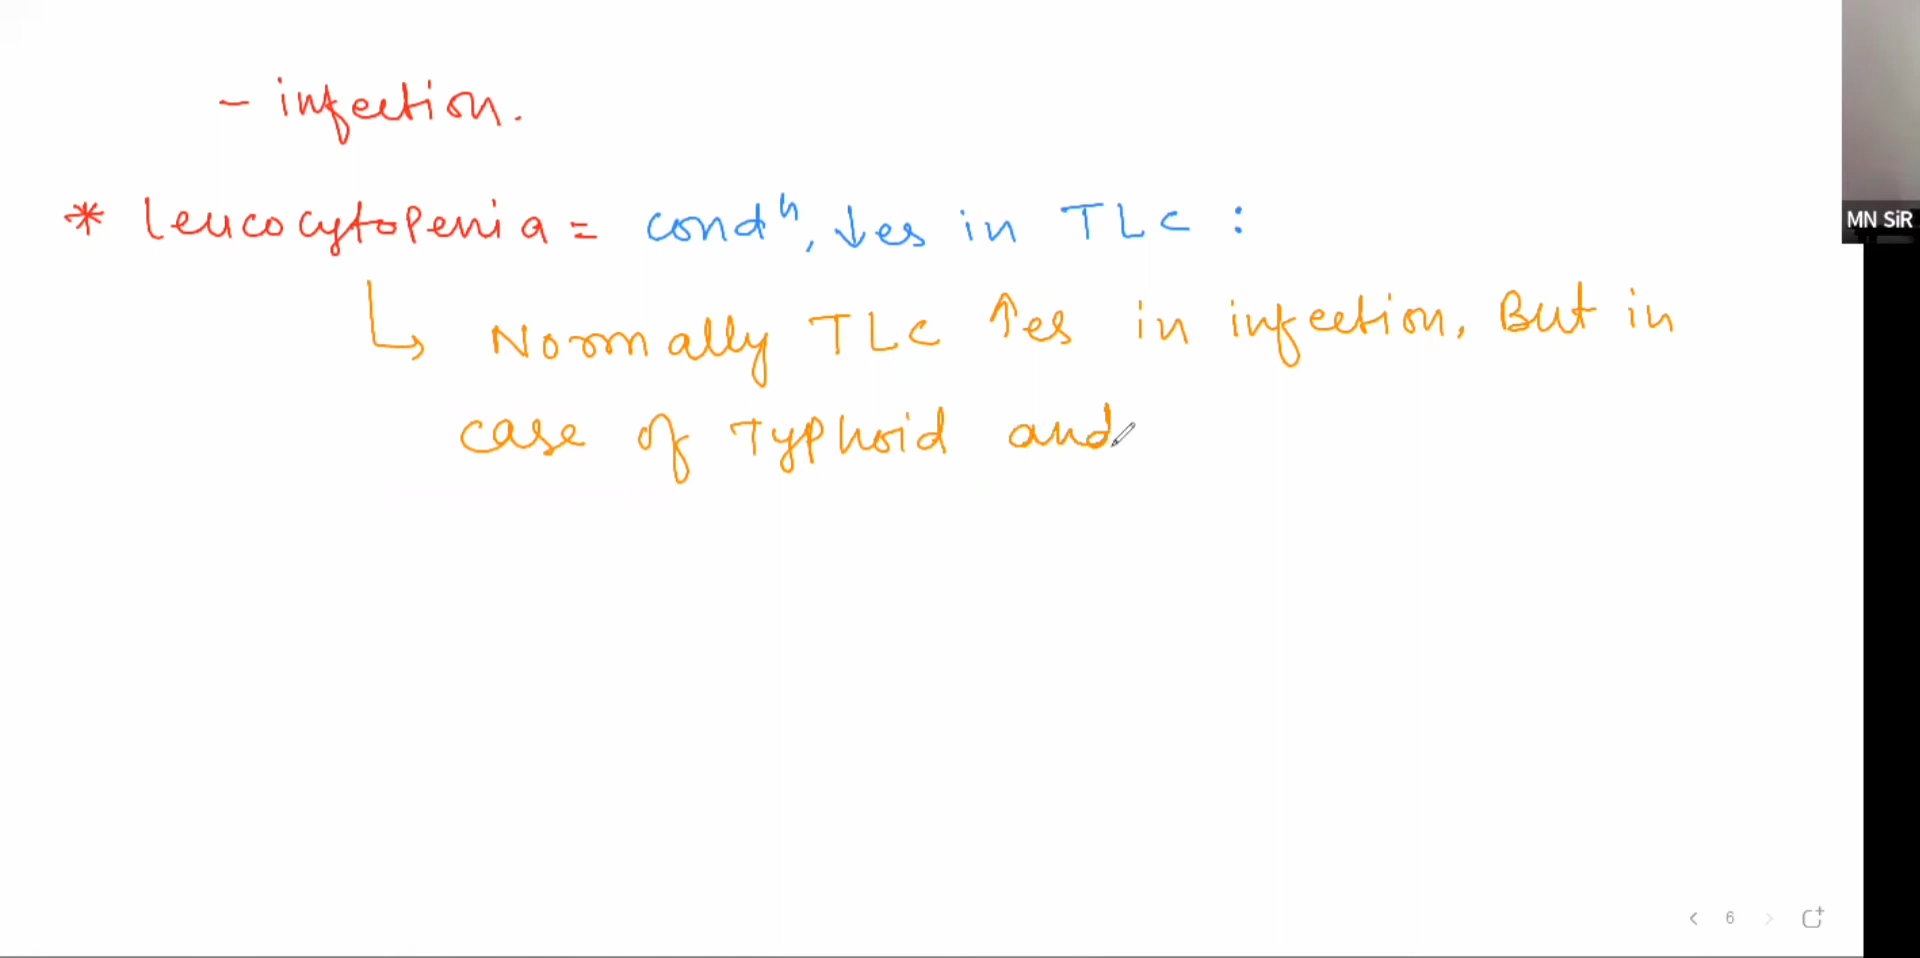 - infection.
* Leucocytopenia = condⁿ, ↓es in TLC :
↳ Normally TLC ↑es in infection. But in
case of Typhoid and
MN SiR
6